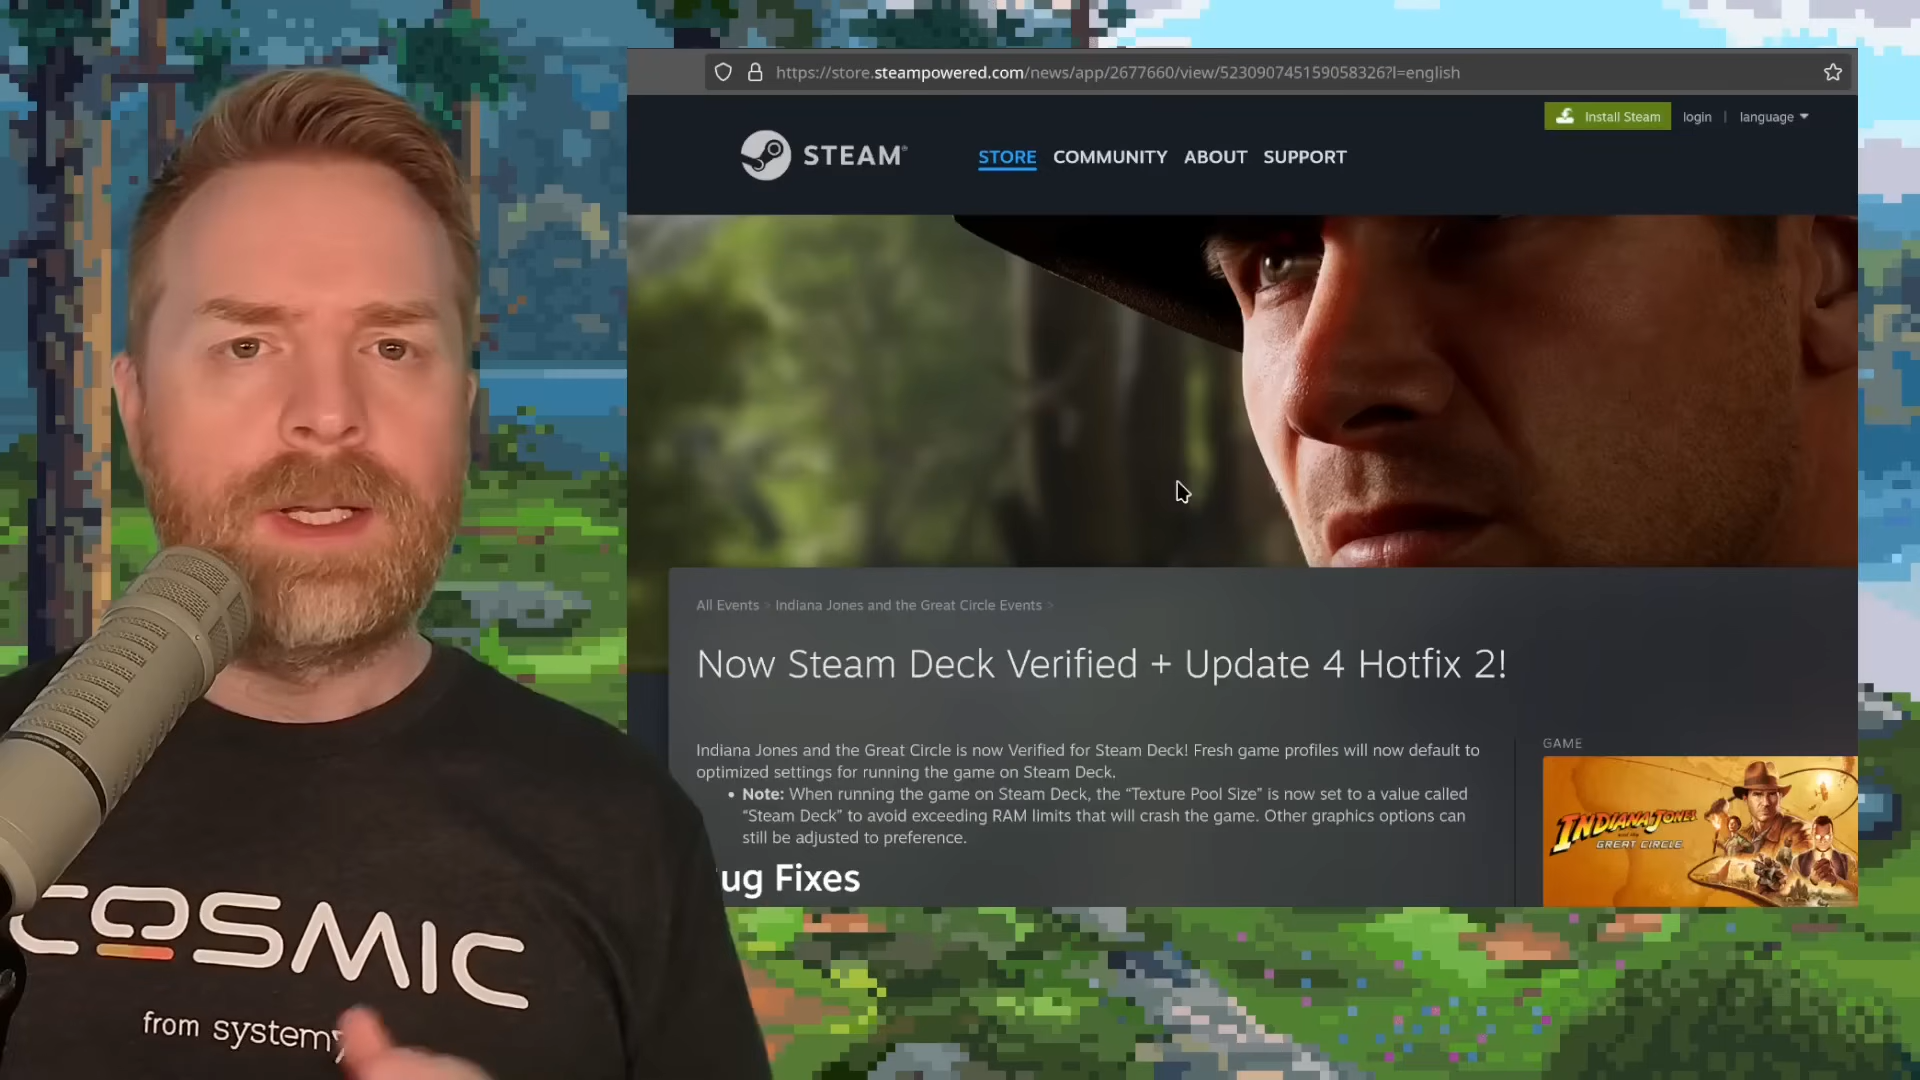 https://store.steampowered.com/news/app/2677660/view/523090745159058326?l=english
Install Steam
login
language
STEAM®
STORE
COMMUNITY
ABOUT
SUPPORT
All Events > Indiana Jones and the Great Circle Events >
Now Steam Deck Verified + Update 4 Hotfix 2!
Indiana Jones and the Great Circle is now Verified for Steam Deck! Fresh game profiles will now default to
optimized settings for running the game on Steam Deck.
• Note: When running the game on Steam Deck, the “Texture Pool Size” is now set to a value called
“Steam Deck” to avoid exceeding RAM limits that will crash the game. Other graphics options can
still be adjusted to preference.
ug Fixes
GAME
INDIANA JONES
and the
GREAT CIRCLE
COSMIC
from system